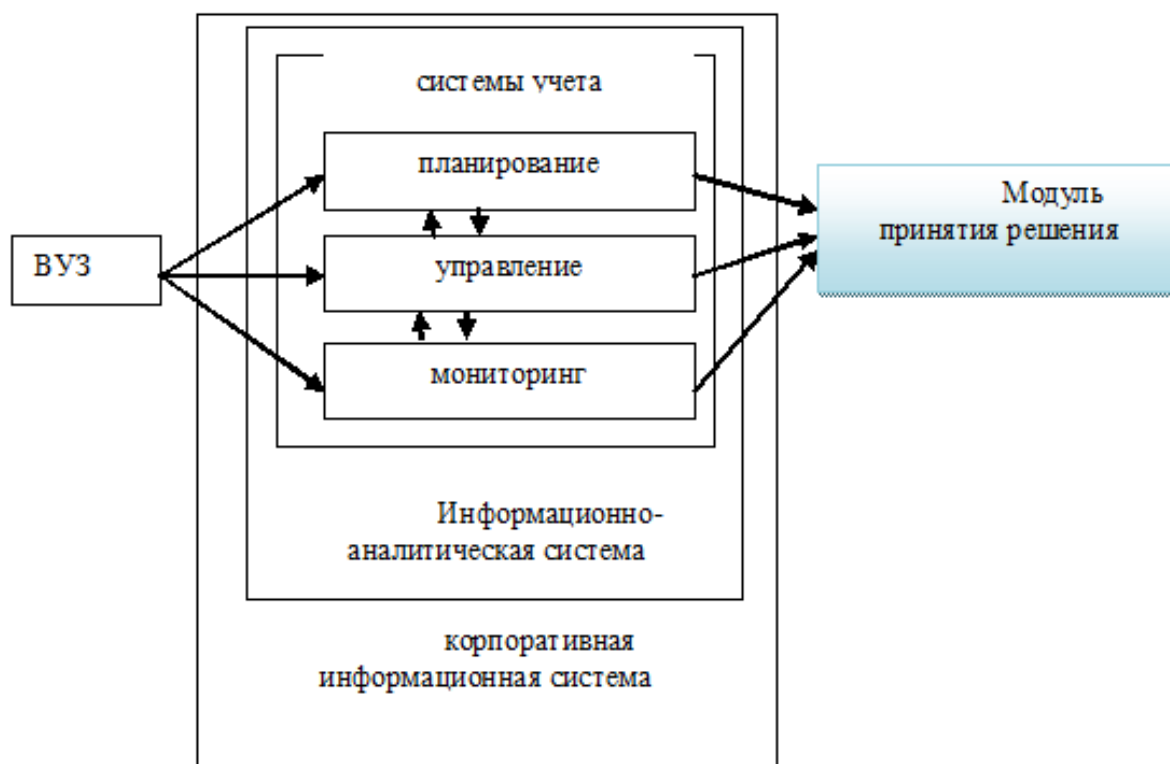 системы учета
планирование
Модуль
принятия решения
ВУЗ
управление
мониторинг
Информационно-
аналитическая система
корпоративная
информационная система